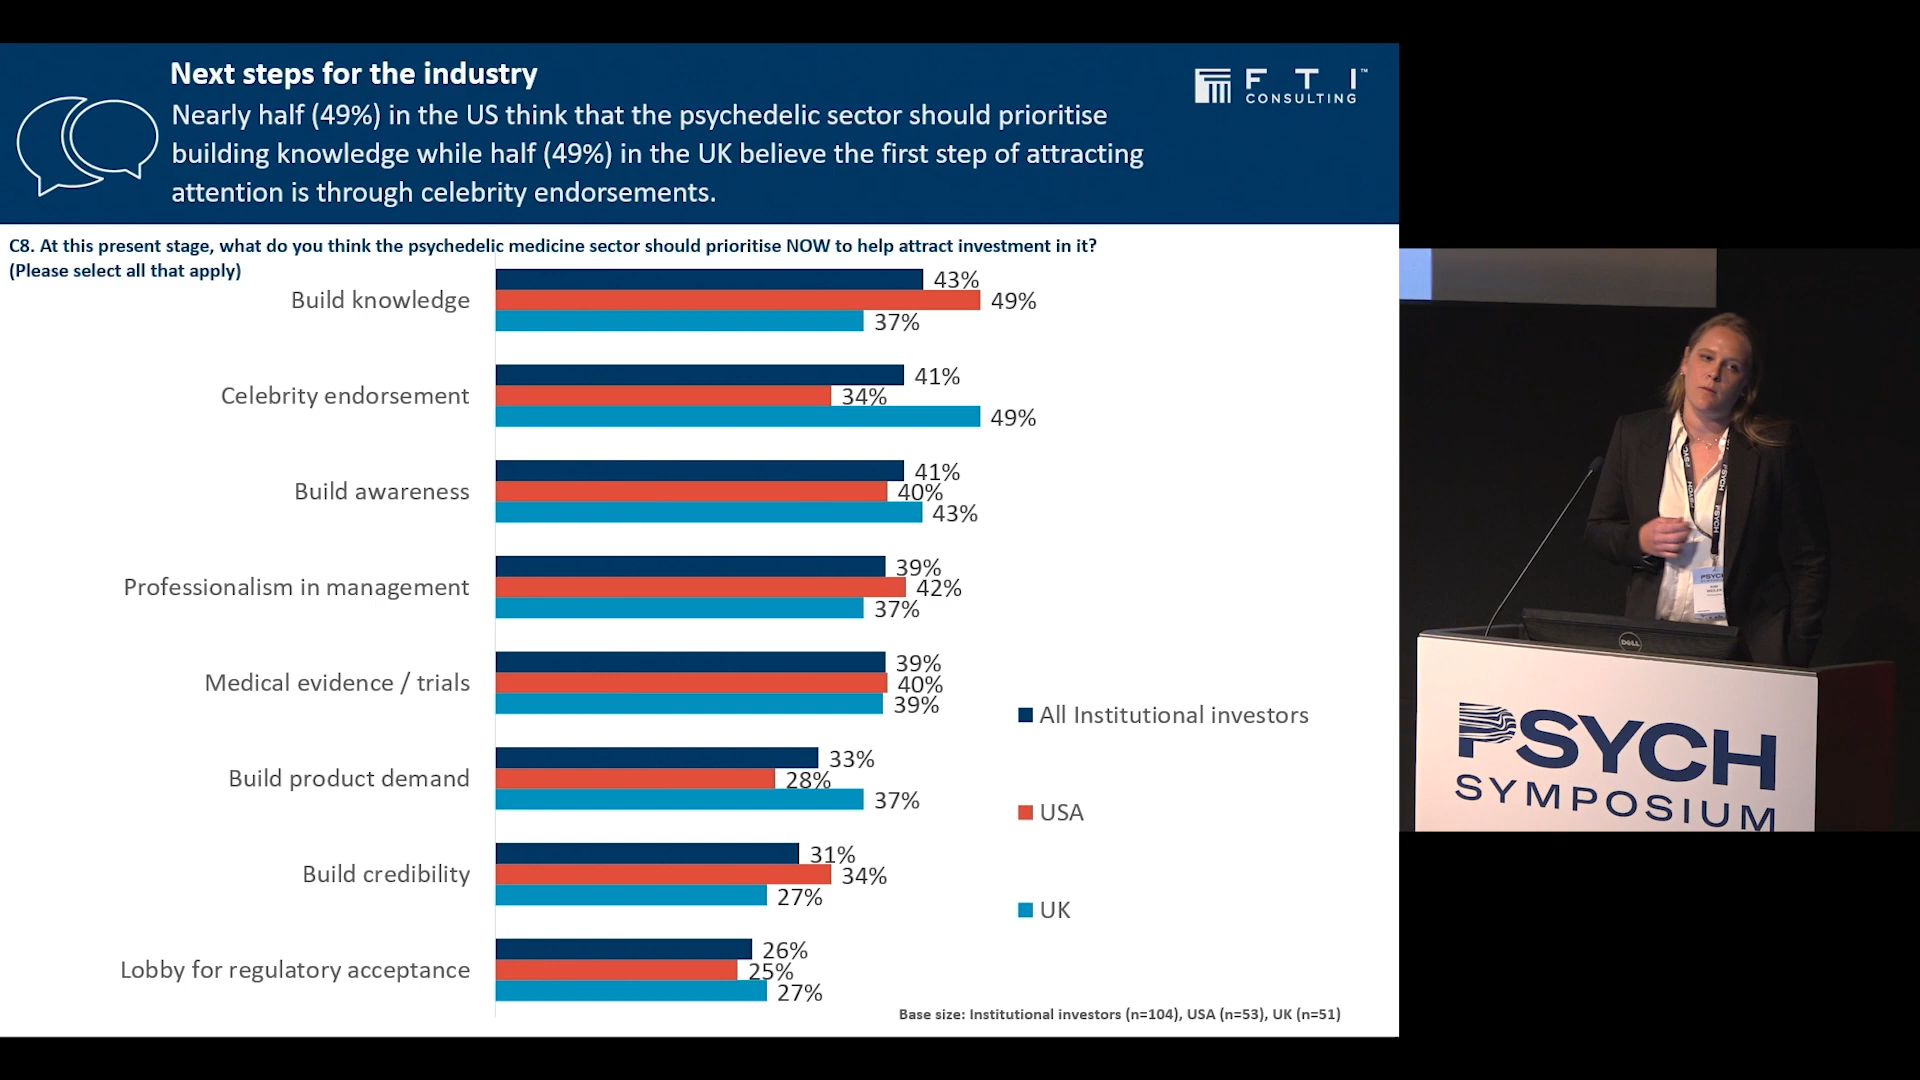 Next steps for the industry
Nearly half (49%) in the US think that the psychedelic sector should prioritise
building knowledge while half (49%) in the UK believe the first step of attracting
attention is through celebrity endorsements.
F T I™
CONSULTING
C8. At this present stage, what do you think the psychedelic medicine sector should prioritise NOW to help attract investment in it?
(Please select all that apply)
Build knowledge
43%
49%
37%
Celebrity endorsement
41%
34%
49%
Build awareness
41%
40%
43%
Professionalism in management
39%
42%
37%
Medical evidence / trials
39%
40%
39%
Build product demand
33%
28%
37%
Build credibility
31%
34%
27%
Lobby for regulatory acceptance
26%
25%
27%
All Institutional investors
USA
UK
Base size: Institutional investors (n=104), USA (n=53), UK (n=51)
PSYCH
PSYCH
DELL
PSYCH
SYMPOSIUM